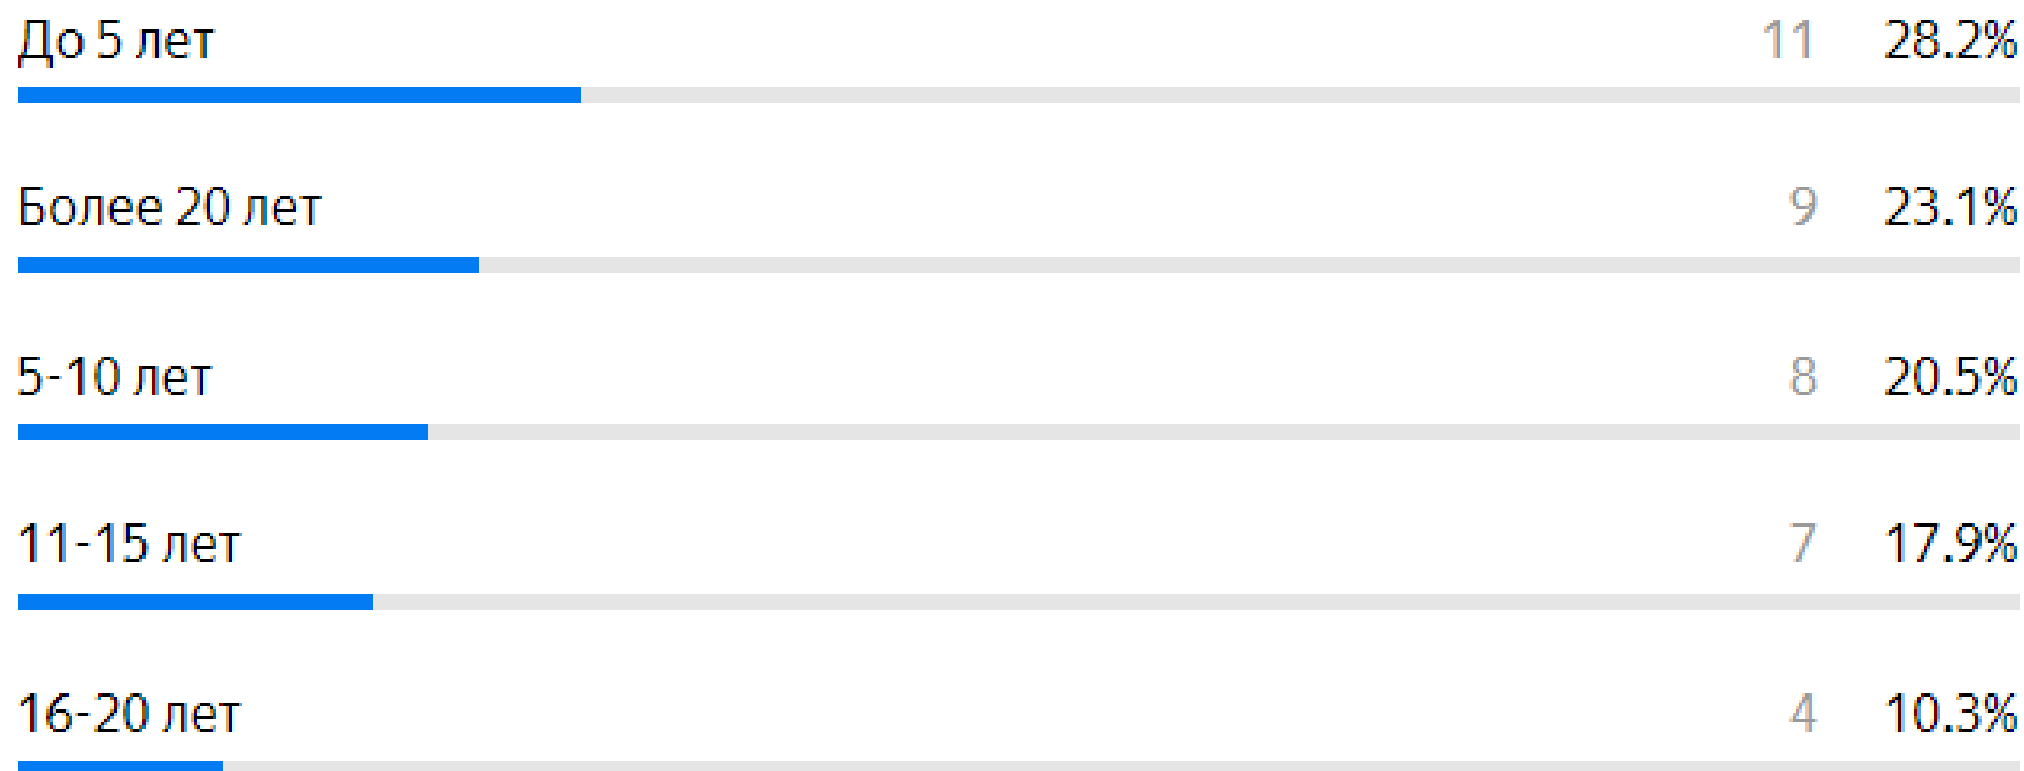 До 5 лет 11 28.2%
Более 20 лет 9 23.1%
5-10 лет 8 20.5%
11-15 лет 7 17.9%
16-20 лет 4 10.3%